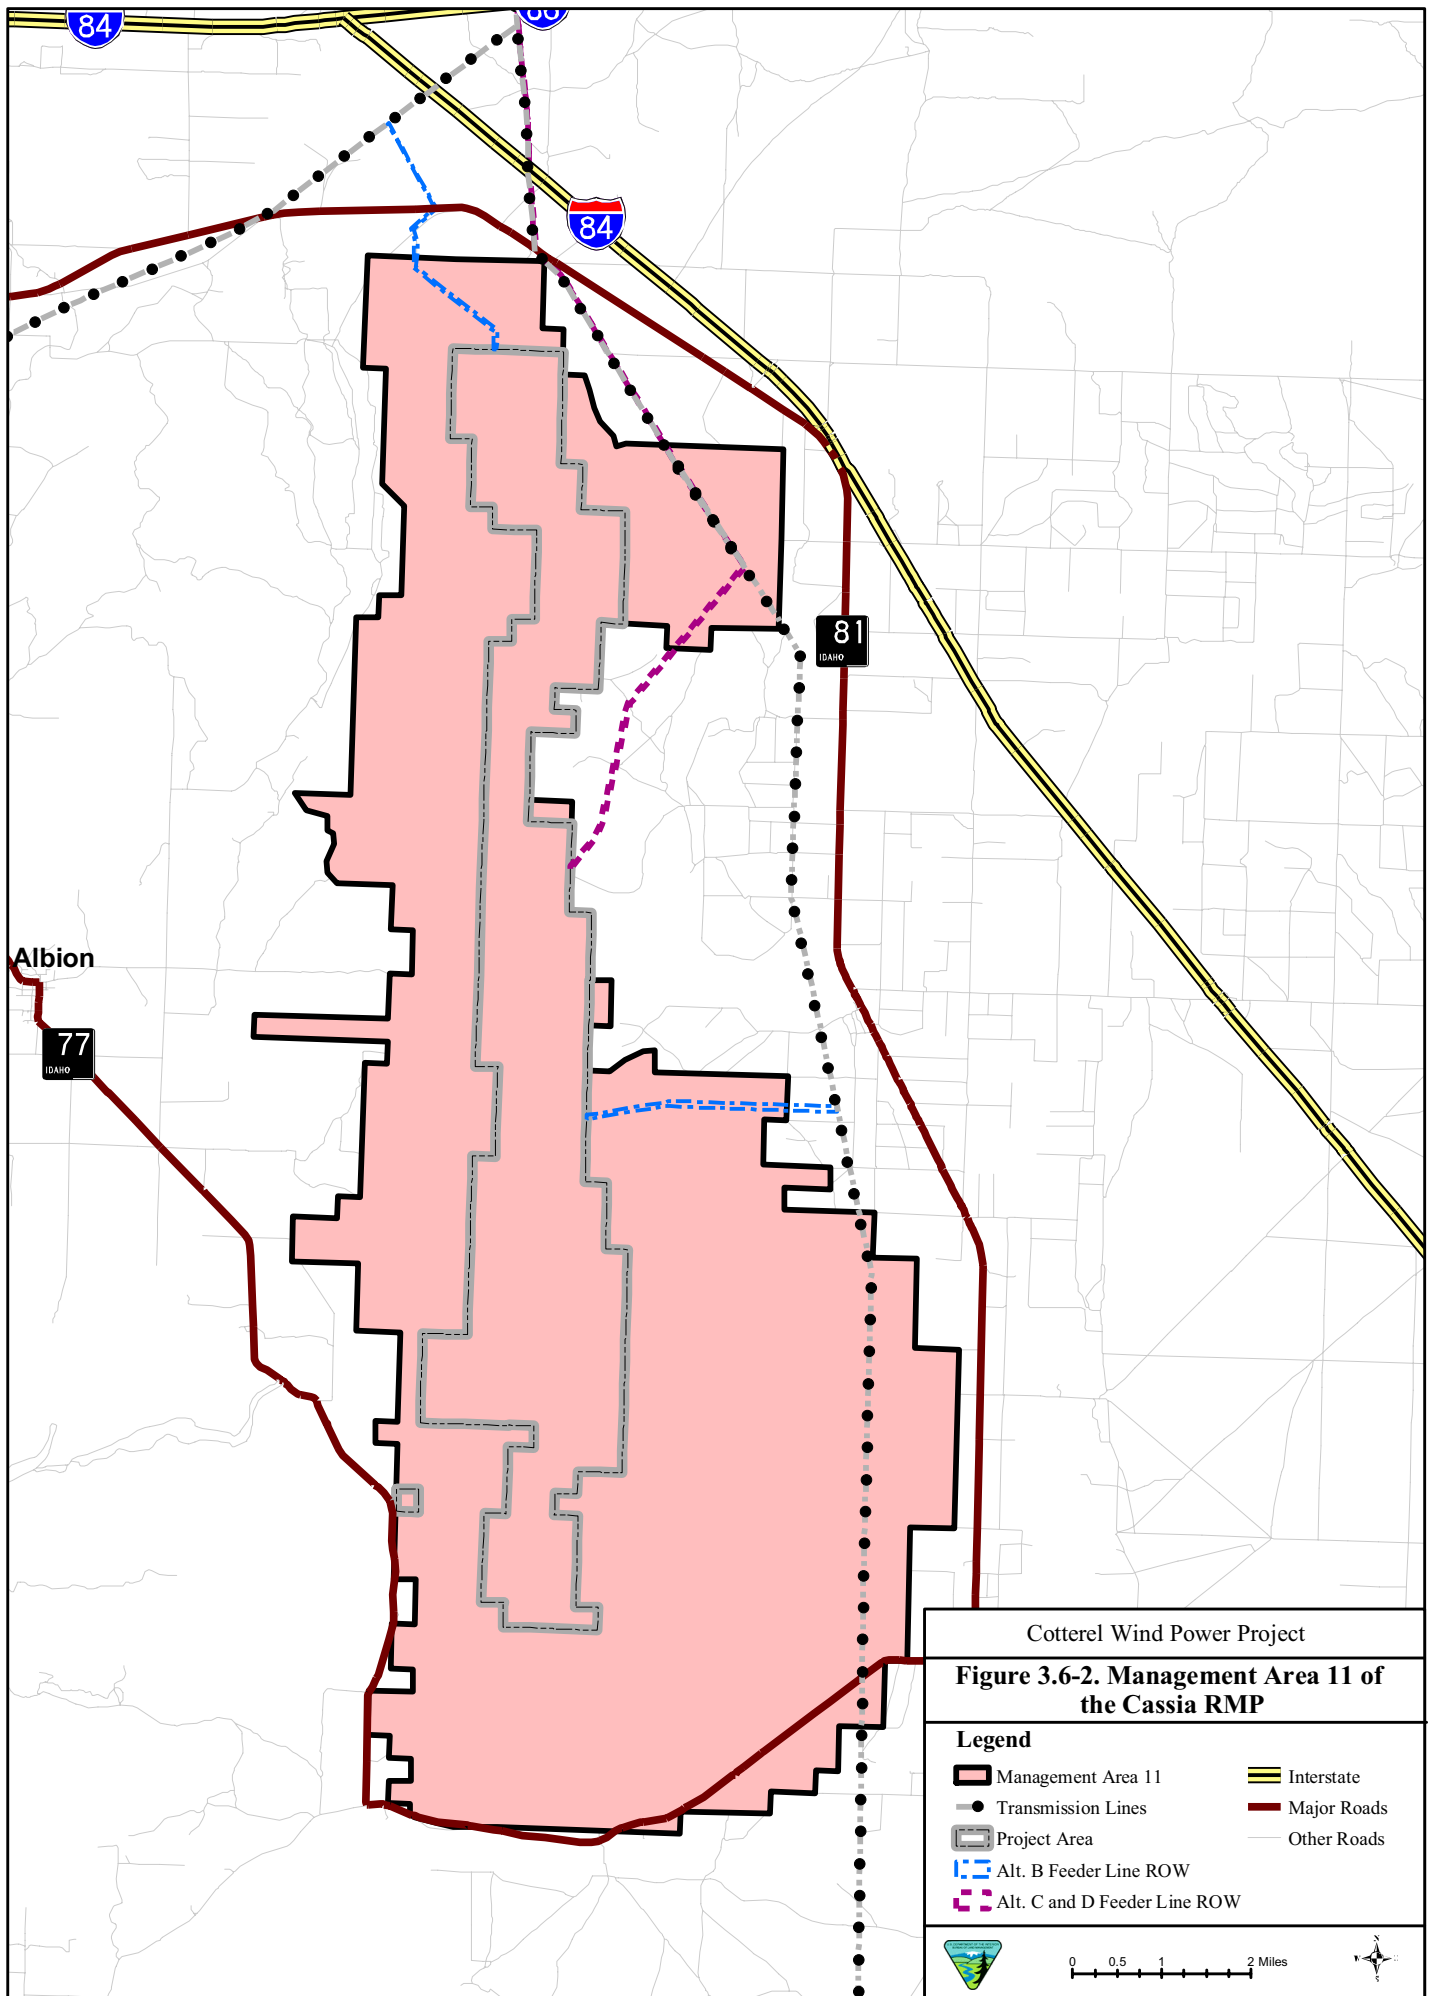 84
86
84
81
IDAHO
Albion
77
IDAHO
Cotterel Wind Power Project
Figure 3.6-2. Management Area 11 of
the Cassia RMP
Legend
Management Area 11
Transmission Lines
Project Area
Alt. B Feeder Line ROW
Alt. C and D Feeder Line ROW
Interstate
Major Roads
Other Roads
0 0.5 1 2 Miles
N
W
S